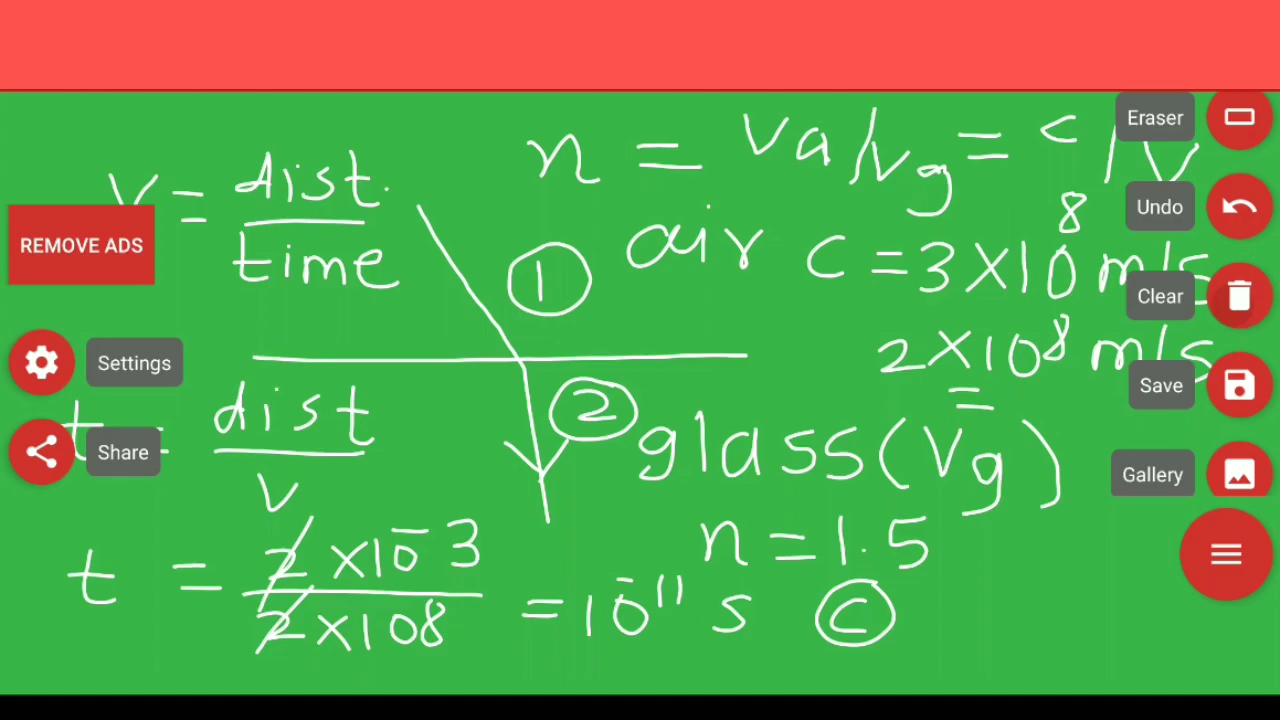 n = Va/Vg = C/V
V = dist.
time
REMOVE ADS
1 air C = 3×10⁸ m/s
2×10⁸ m/s
=
2 glass (Vg)
n = 1.5
t = dist
V
t = 2×10⁻3
2×108
= 10⁻¹¹ s C
Settings
Share
Eraser
Undo
Clear
Save
Gallery